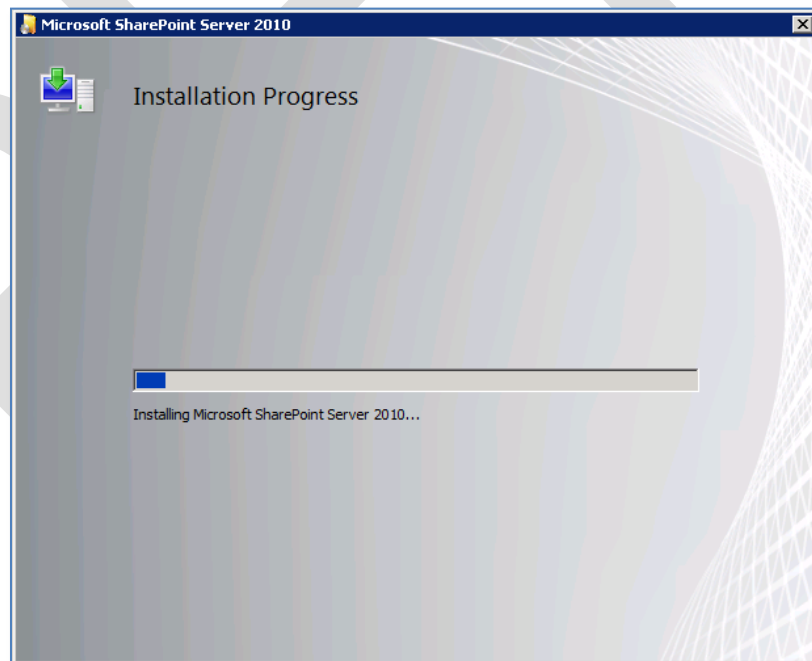 Microsoft SharePoint Server 2010
Installation Progress
Installing Microsoft SharePoint Server 2010...